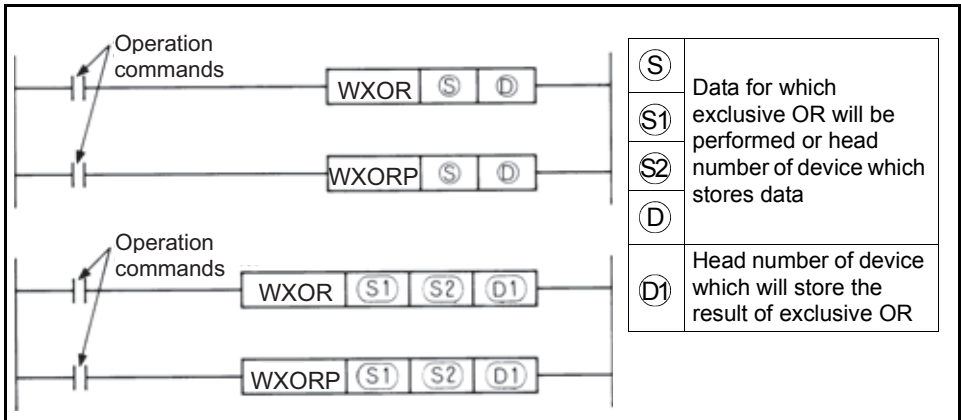 Operation
commands
WXOR S D
WXORP S D
Operation
commands
WXOR S1 S2 D1
WXORP S1 S2 D1
S
S1
S2
D
Data for which
exclusive OR will be
performed or head
number of device which
stores data
D1
Head number of device
which will store the
result of exclusive OR